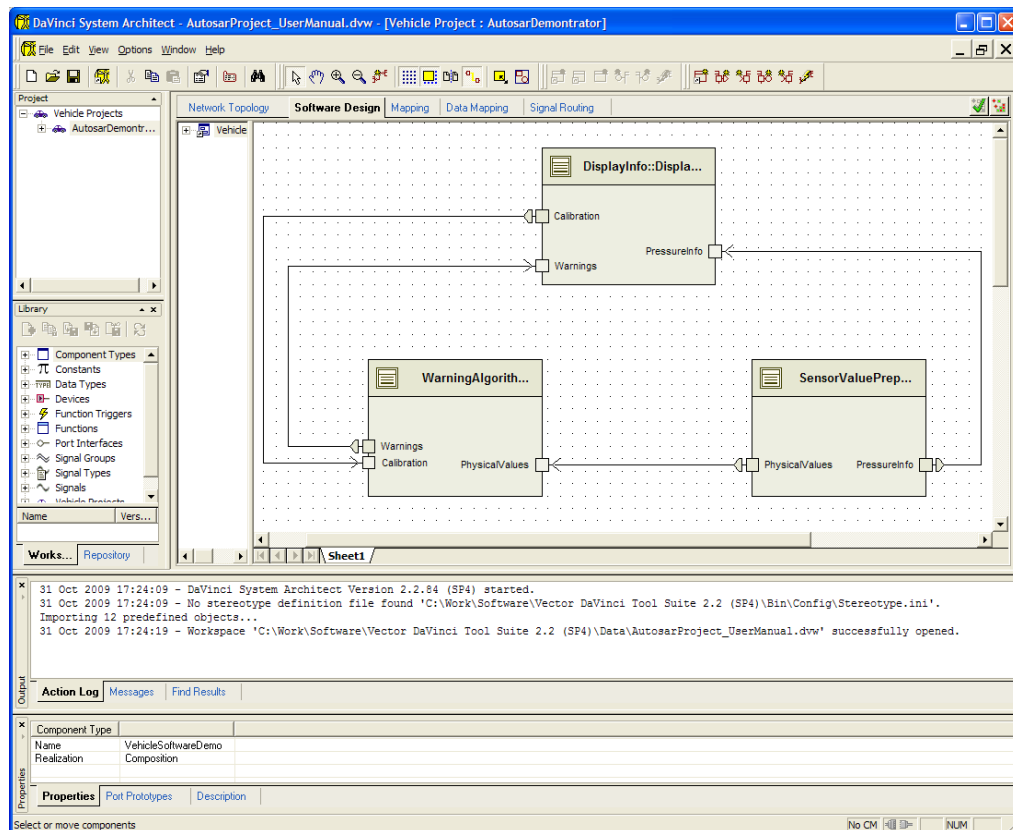 DaVinci System Architect - AutosarProject_UserManual.dvw - [Vehicle Project : AutosarDemontrator]
File Edit View Options Window Help
Project
Vehicle Projects
AutosarDemontr...
Network Topology Software Design Mapping Data Mapping Signal Routing
Vehicle
DisplayInfo::Displa...
Calibration
PressureInfo
Warnings
WarningAlgorith...
Warnings
Calibration
PhysicalValues
SensorValuePrep...
PhysicalValues PressureInfo
Library
Component Types
Constants
Data Types
Devices
Function Triggers
Functions
Port Interfaces
Signal Groups
Signal Types
Signals
Vehicle Projects
Name Vers...
Works... Repository
Sheet1
31 Oct 2009 17:24:09 - DaVinci System Architect Version 2.2.84 (SP4) started.
31 Oct 2009 17:24:09 - No stereotype definition file found 'C:\Work\Software\Vector DaVinci Tool Suite 2.2 (SP4)\Bin\Config\Stereotype.ini'.
Importing 12 predefined objects...
31 Oct 2009 17:24:19 - Workspace 'C:\Work\Software\Vector DaVinci Tool Suite 2.2 (SP4)\Data\AutosarProject_UserManual.dvw' successfully opened.
Output
Action Log Messages Find Results
Component Type
Name VehicleSoftwareDemo
Realization Composition
Properties
Properties Port Prototypes Description
Select or move components
No CM NUM